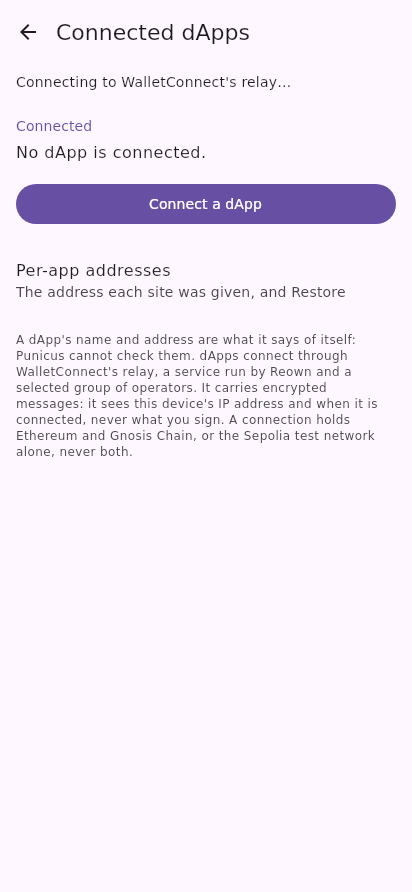 Connected dApps
Connecting to WalletConnect's relay…
Connected
No dApp is connected.
Connect a dApp
Per-app addresses
The address each site was given, and Restore
A dApp's name and address are what it says of itself:
Punicus cannot check them. dApps connect through
WalletConnect's relay, a service run by Reown and a
selected group of operators. It carries encrypted
messages: it sees this device's IP address and when it is
connected, never what you sign. A connection holds
Ethereum and Gnosis Chain, or the Sepolia test network
alone, never both.